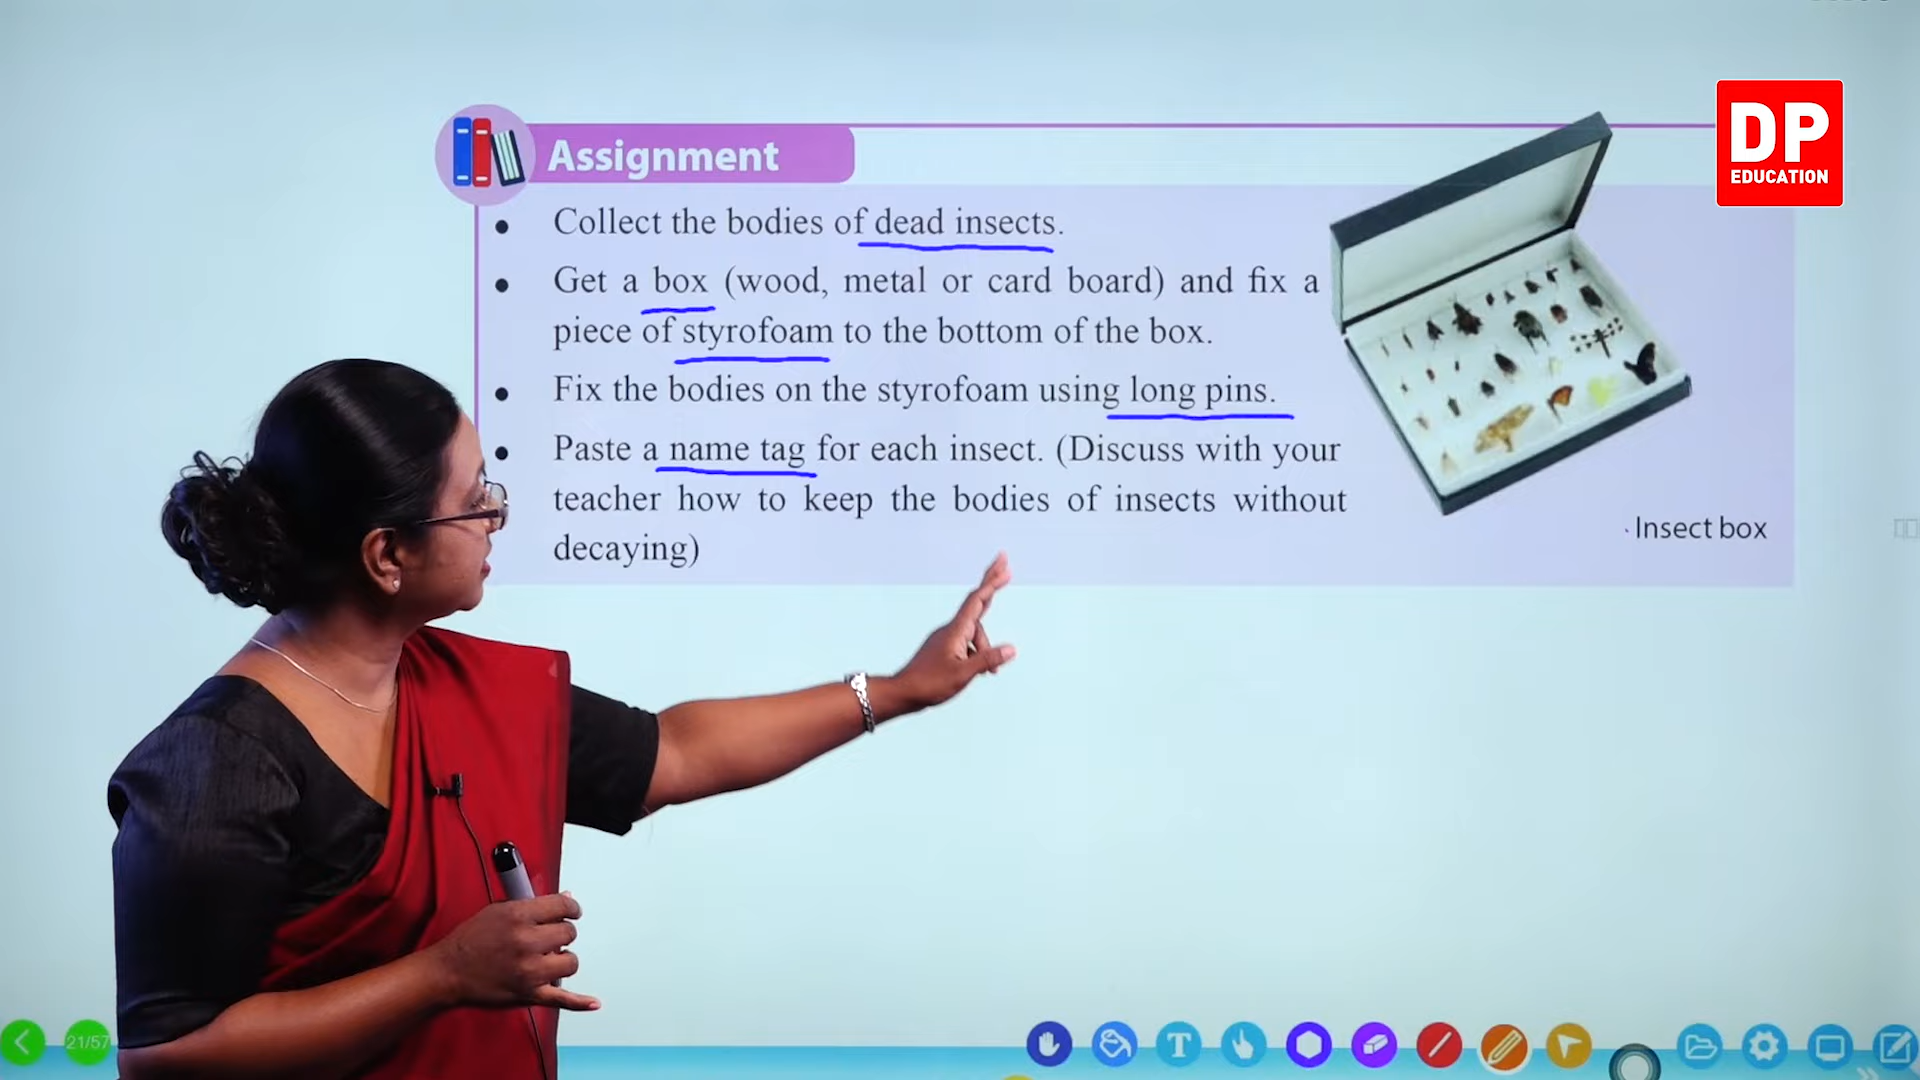 DP
EDUCATION
Assignment
• Collect the bodies of dead insects.
• Get a box (wood, metal or card board) and fix a
piece of styrofoam to the bottom of the box.
• Fix the bodies on the styrofoam using long pins.
• Paste a name tag for each insect. (Discuss with your
teacher how to keep the bodies of insects without
decaying)
Insect box
21/57
T